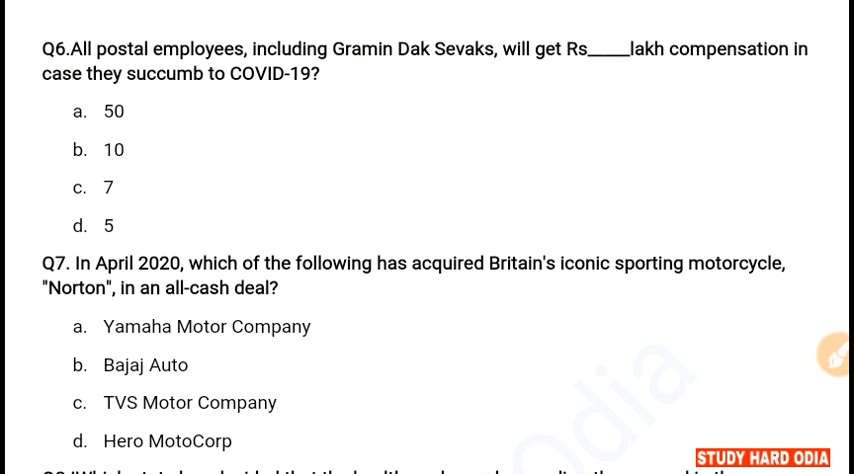 Q6.All postal employees, including Gramin Dak Sevaks, will get Rs_____lakh compensation in
case they succumb to COVID-19?
a. 50
b. 10
c. 7
d. 5
Q7. In April 2020, which of the following has acquired Britain's iconic sporting motorcycle,
"Norton", in an all-cash deal?
a. Yamaha Motor Company
b. Bajaj Auto
c. TVS Motor Company
d. Hero MotoCorp
dia
STUDY HARD ODIA